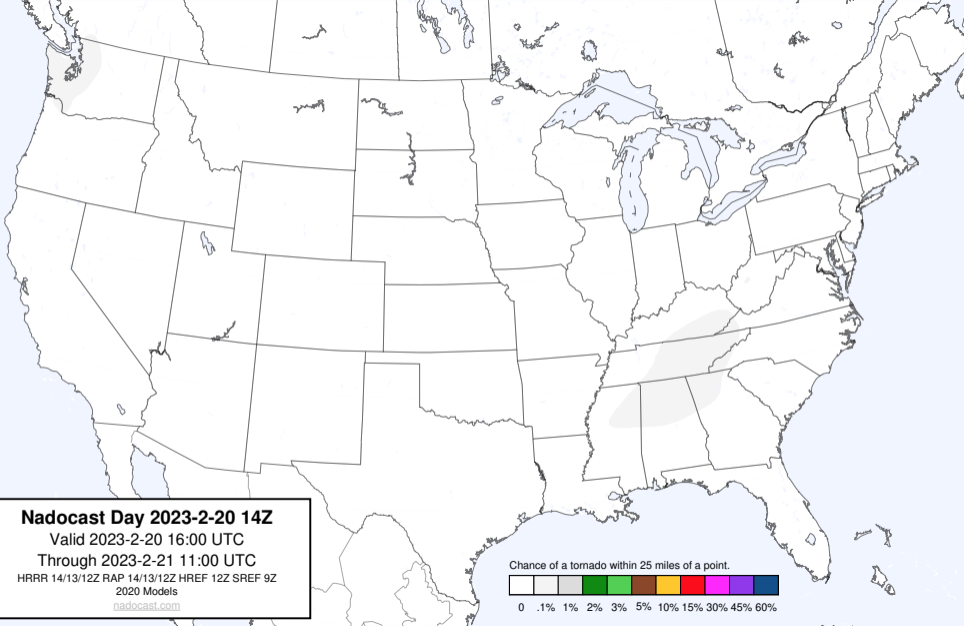 Nadocast Day 2023-2-20 14Z
Valid 2023-2-20 16:00 UTC
Through 2023-2-21 11:00 UTC
HRRR 14/13/12Z RAP 14/13/12Z HREF 12Z SREF 9Z
2020 Models
nadocast.com
Chance of a tornado within 25 miles of a point.
0 .1% 1% 2% 3% 5% 10% 15% 30% 45% 60%